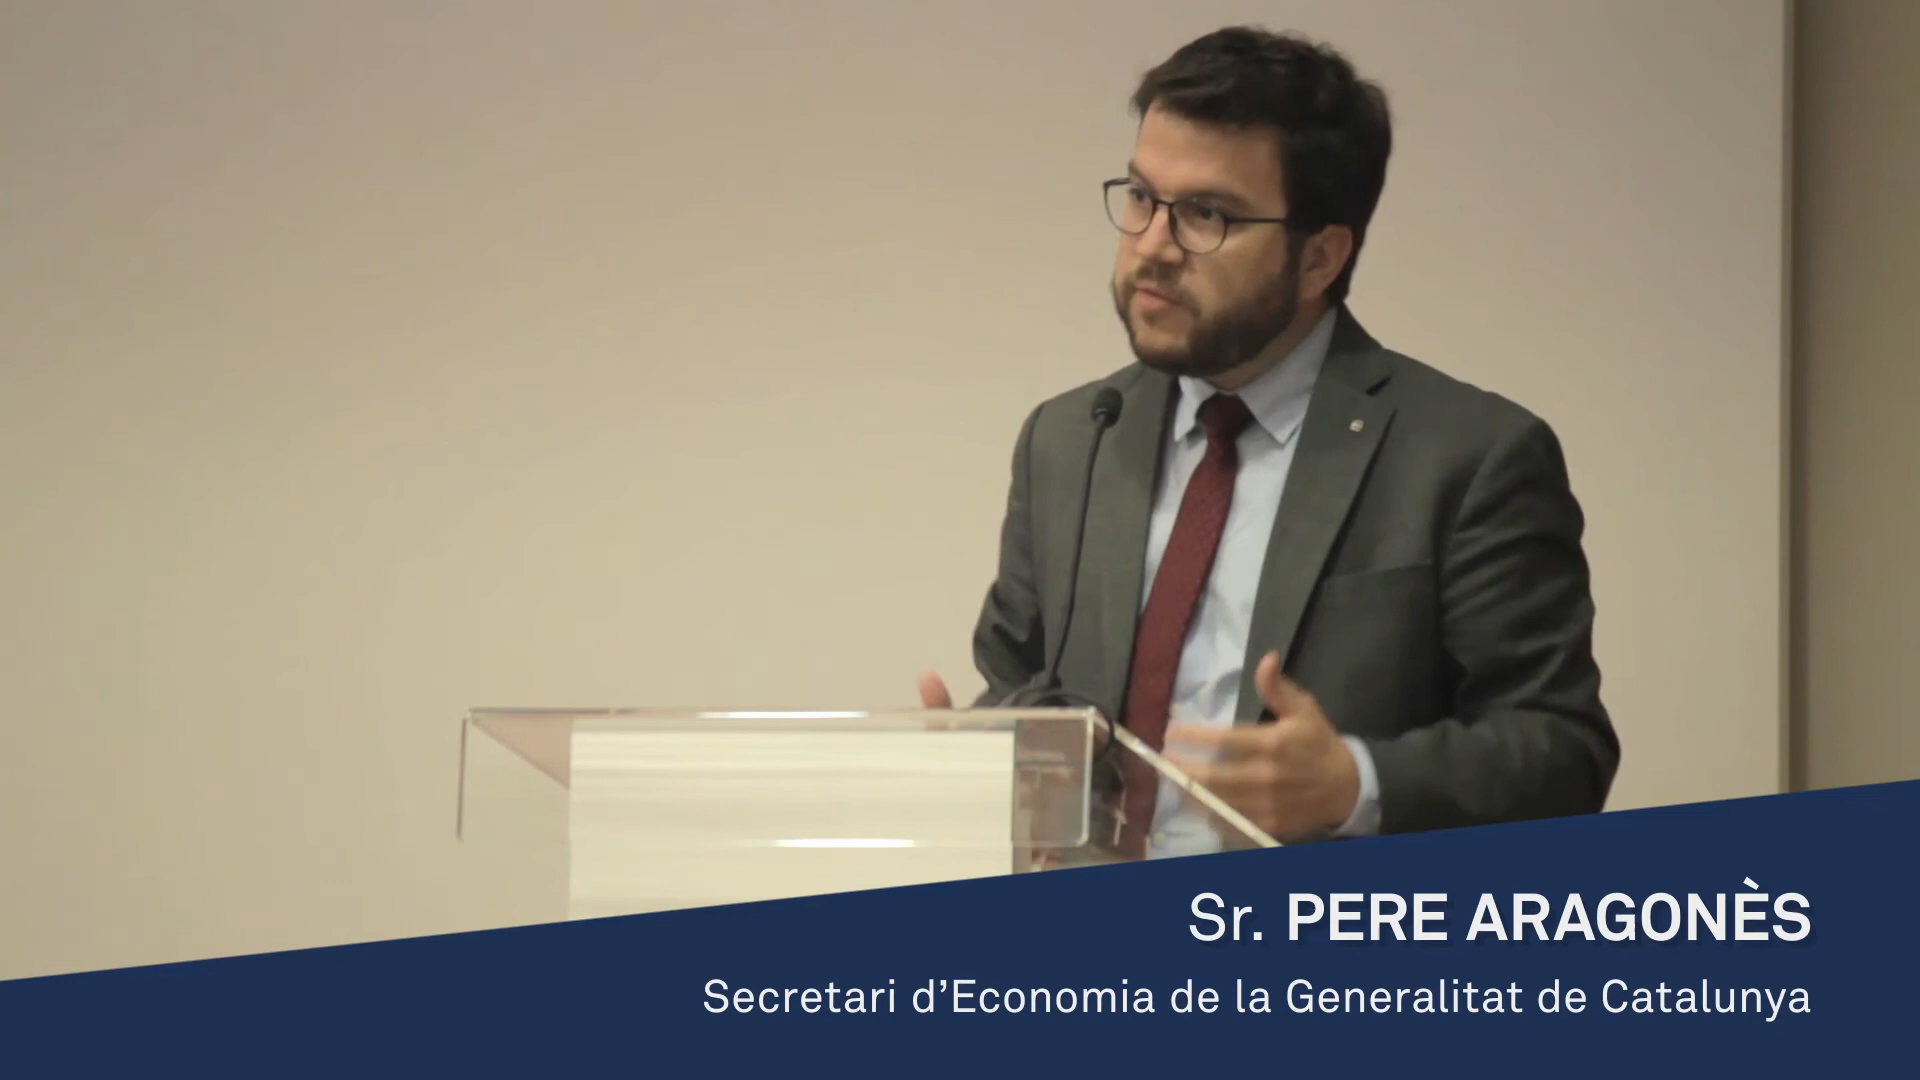 Sr. PERE ARAGONÈS
Secretari d’Economia de la Generalitat de Catalunya